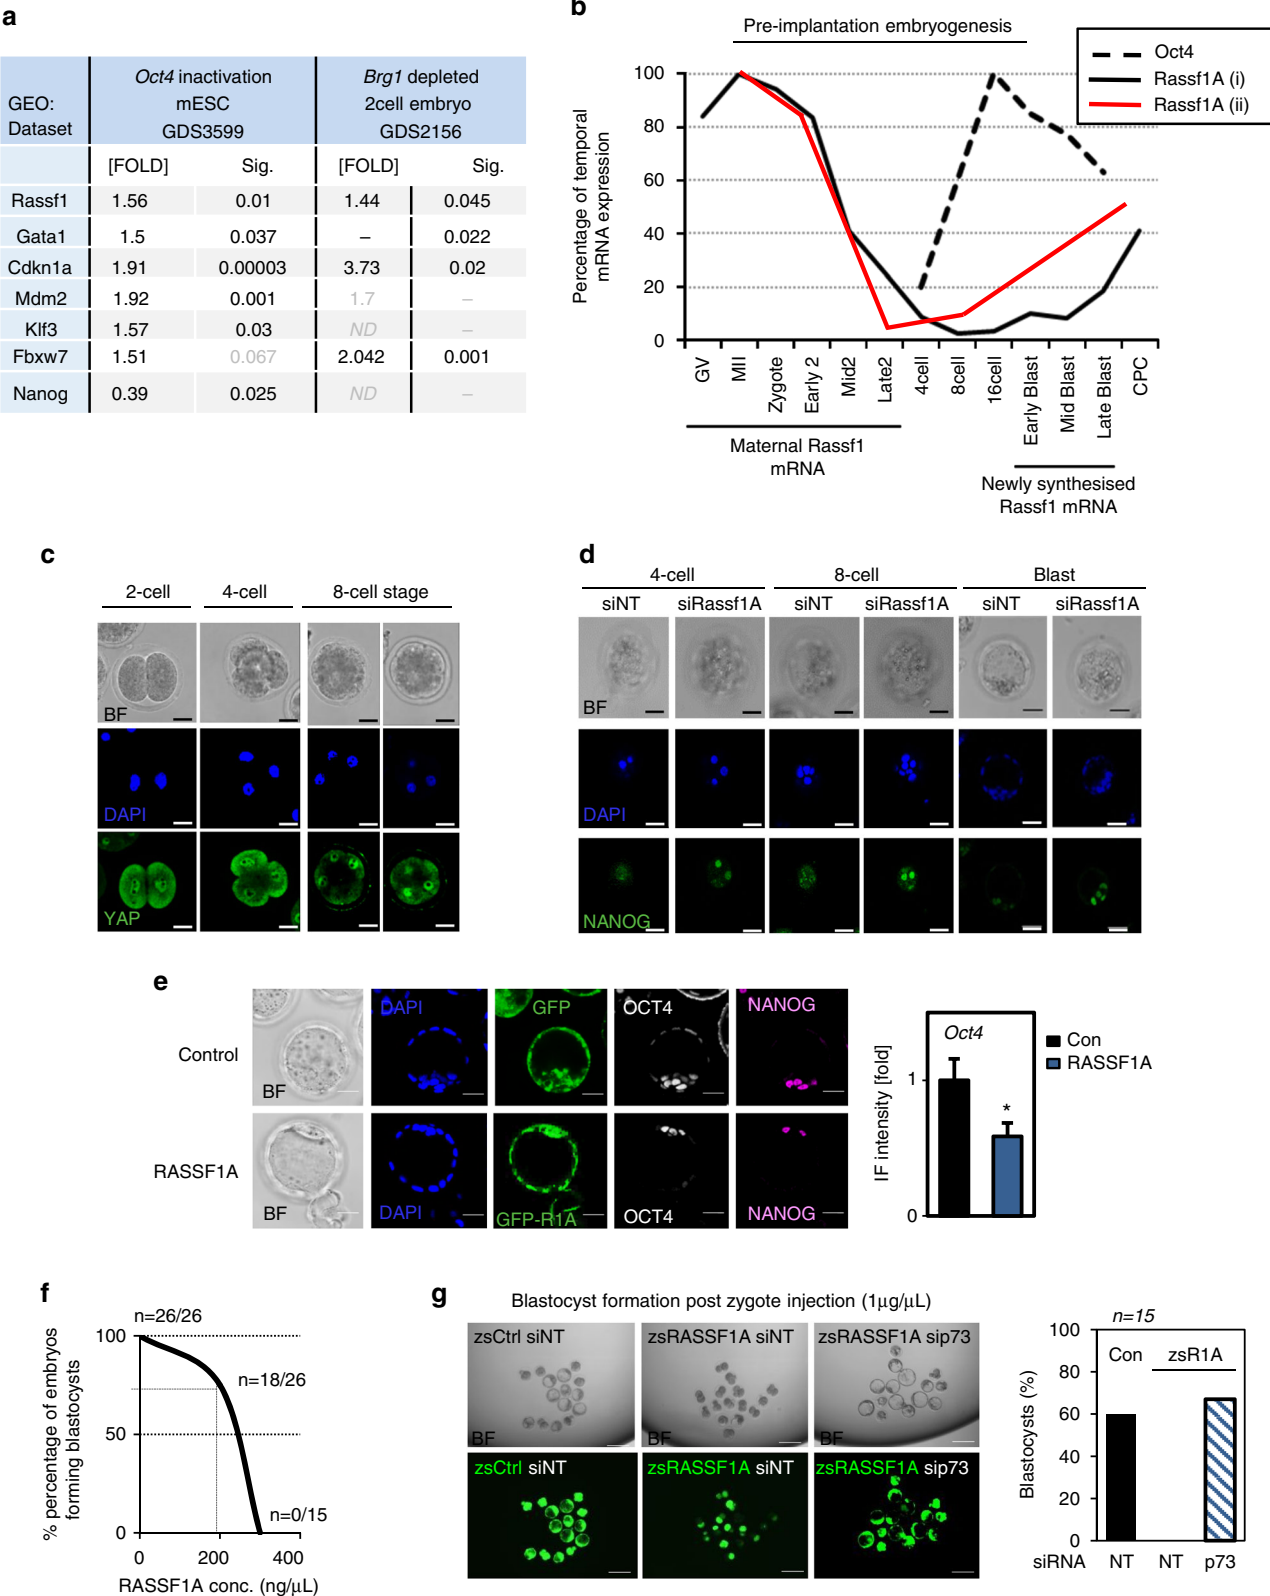 a
GEO:
Dataset
Oct4 inactivation
mESC
GDS3599
Brg1 depleted
2cell embryo
GDS2156
[FOLD] Sig. [FOLD] Sig.
Rassf1 1.56 0.01 1.44 0.045
Gata1 1.5 0.037 – 0.022
Cdkn1a 1.91 0.00003 3.73 0.02
Mdm2 1.92 0.001 1.7 –
Klf3 1.57 0.03 ND –
Fbxw7 1.51 0.067 2.042 0.001
Nanog 0.39 0.025 ND –
b
Pre-implantation embryogenesis
Oct4
Rassf1A (i)
Rassf1A (ii)
Percentage of temporal
mRNA expression
100
80
60
40
20
0
GV
MII
Zygote
Early 2
Mid2
Late2
4cell
8cell
16cell
Early Blast
Mid Blast
Late Blast
CPC
Maternal Rassf1
mRNA
Newly synthesised
Rassf1 mRNA
c
2-cell 4-cell 8-cell stage
BF
DAPI
YAP
d
4-cell 8-cell Blast
siNT siRassf1A siNT siRassf1A siNT siRassf1A
BF
DAPI
NANOG
e
Control
BF
DAPI
GFP
OCT4
NANOG
RASSF1A
BF
DAPI
GFP-R1A
OCT4
NANOG
IF intensity [fold]
Oct4
1
0
*
Con
RASSF1A
f
% percentage of embryos
forming blastocysts
n=26/26
100
n=18/26
50
n=0/15
0
0 200 400
RASSF1A conc. (ng/µL)
g
Blastocyst formation post zygote injection (1µg/µL)
zsCtrl siNT
BF
zsRASSF1A siNT
BF
zsRASSF1A sip73
BF
zsCtrl siNT
zsRASSF1A siNT
zsRASSF1A sip73
n=15
Blastocysts (%)
100
80
60
40
20
0
Con zsR1A
siRNA NT NT p73